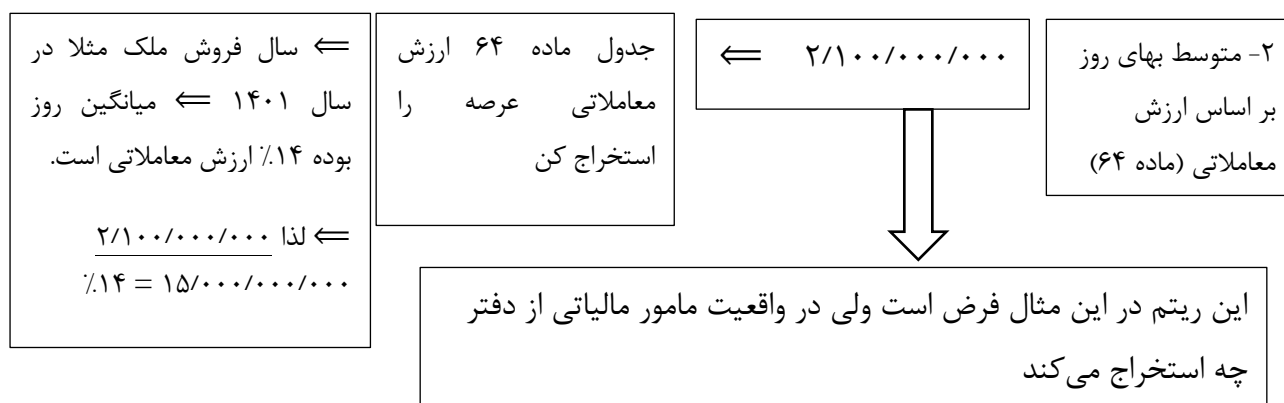 ۲- متوسط بهای روز
بر اساس ارزش
معاملاتی (ماده ۶۴)
۲/۱۰۰/۰۰۰/۰۰۰ ⇐
جدول ماده ۶۴ ارزش
معاملاتی عرصه را
استخراج کن
⇐ سال فروش ملک مثلا در
سال ۱۴۰۱ ⇐ میانگین روز
بوده ۱۴٪ ارزش معاملاتی است.
⇐ لذا ۲/۱۰۰/۰۰۰/۰۰۰
۱۴٪ = ۱۵/۰۰۰/۰۰۰/۰۰۰
این ریتم در این مثال فرض است ولی در واقعیت مامور مالیاتی از دفتر
چه استخراج می‌کند